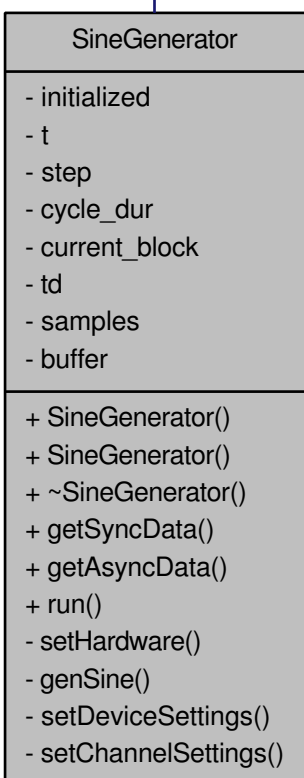 SineGenerator
- initialized
- t
- step
- cycle_dur
- current_block
- td
- samples
- buffer
+ SineGenerator()
+ SineGenerator()
+ ~SineGenerator()
+ getSyncData()
+ getAsyncData()
+ run()
- setHardware()
- genSine()
- setDeviceSettings()
- setChannelSettings()